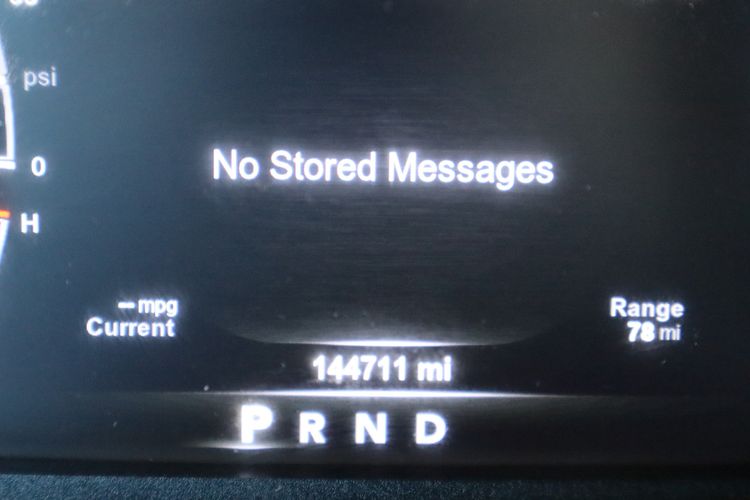 psi
0
H
No Stored Messages
-- mpg
Current
Range
78 mi
144711 mi
P R N D